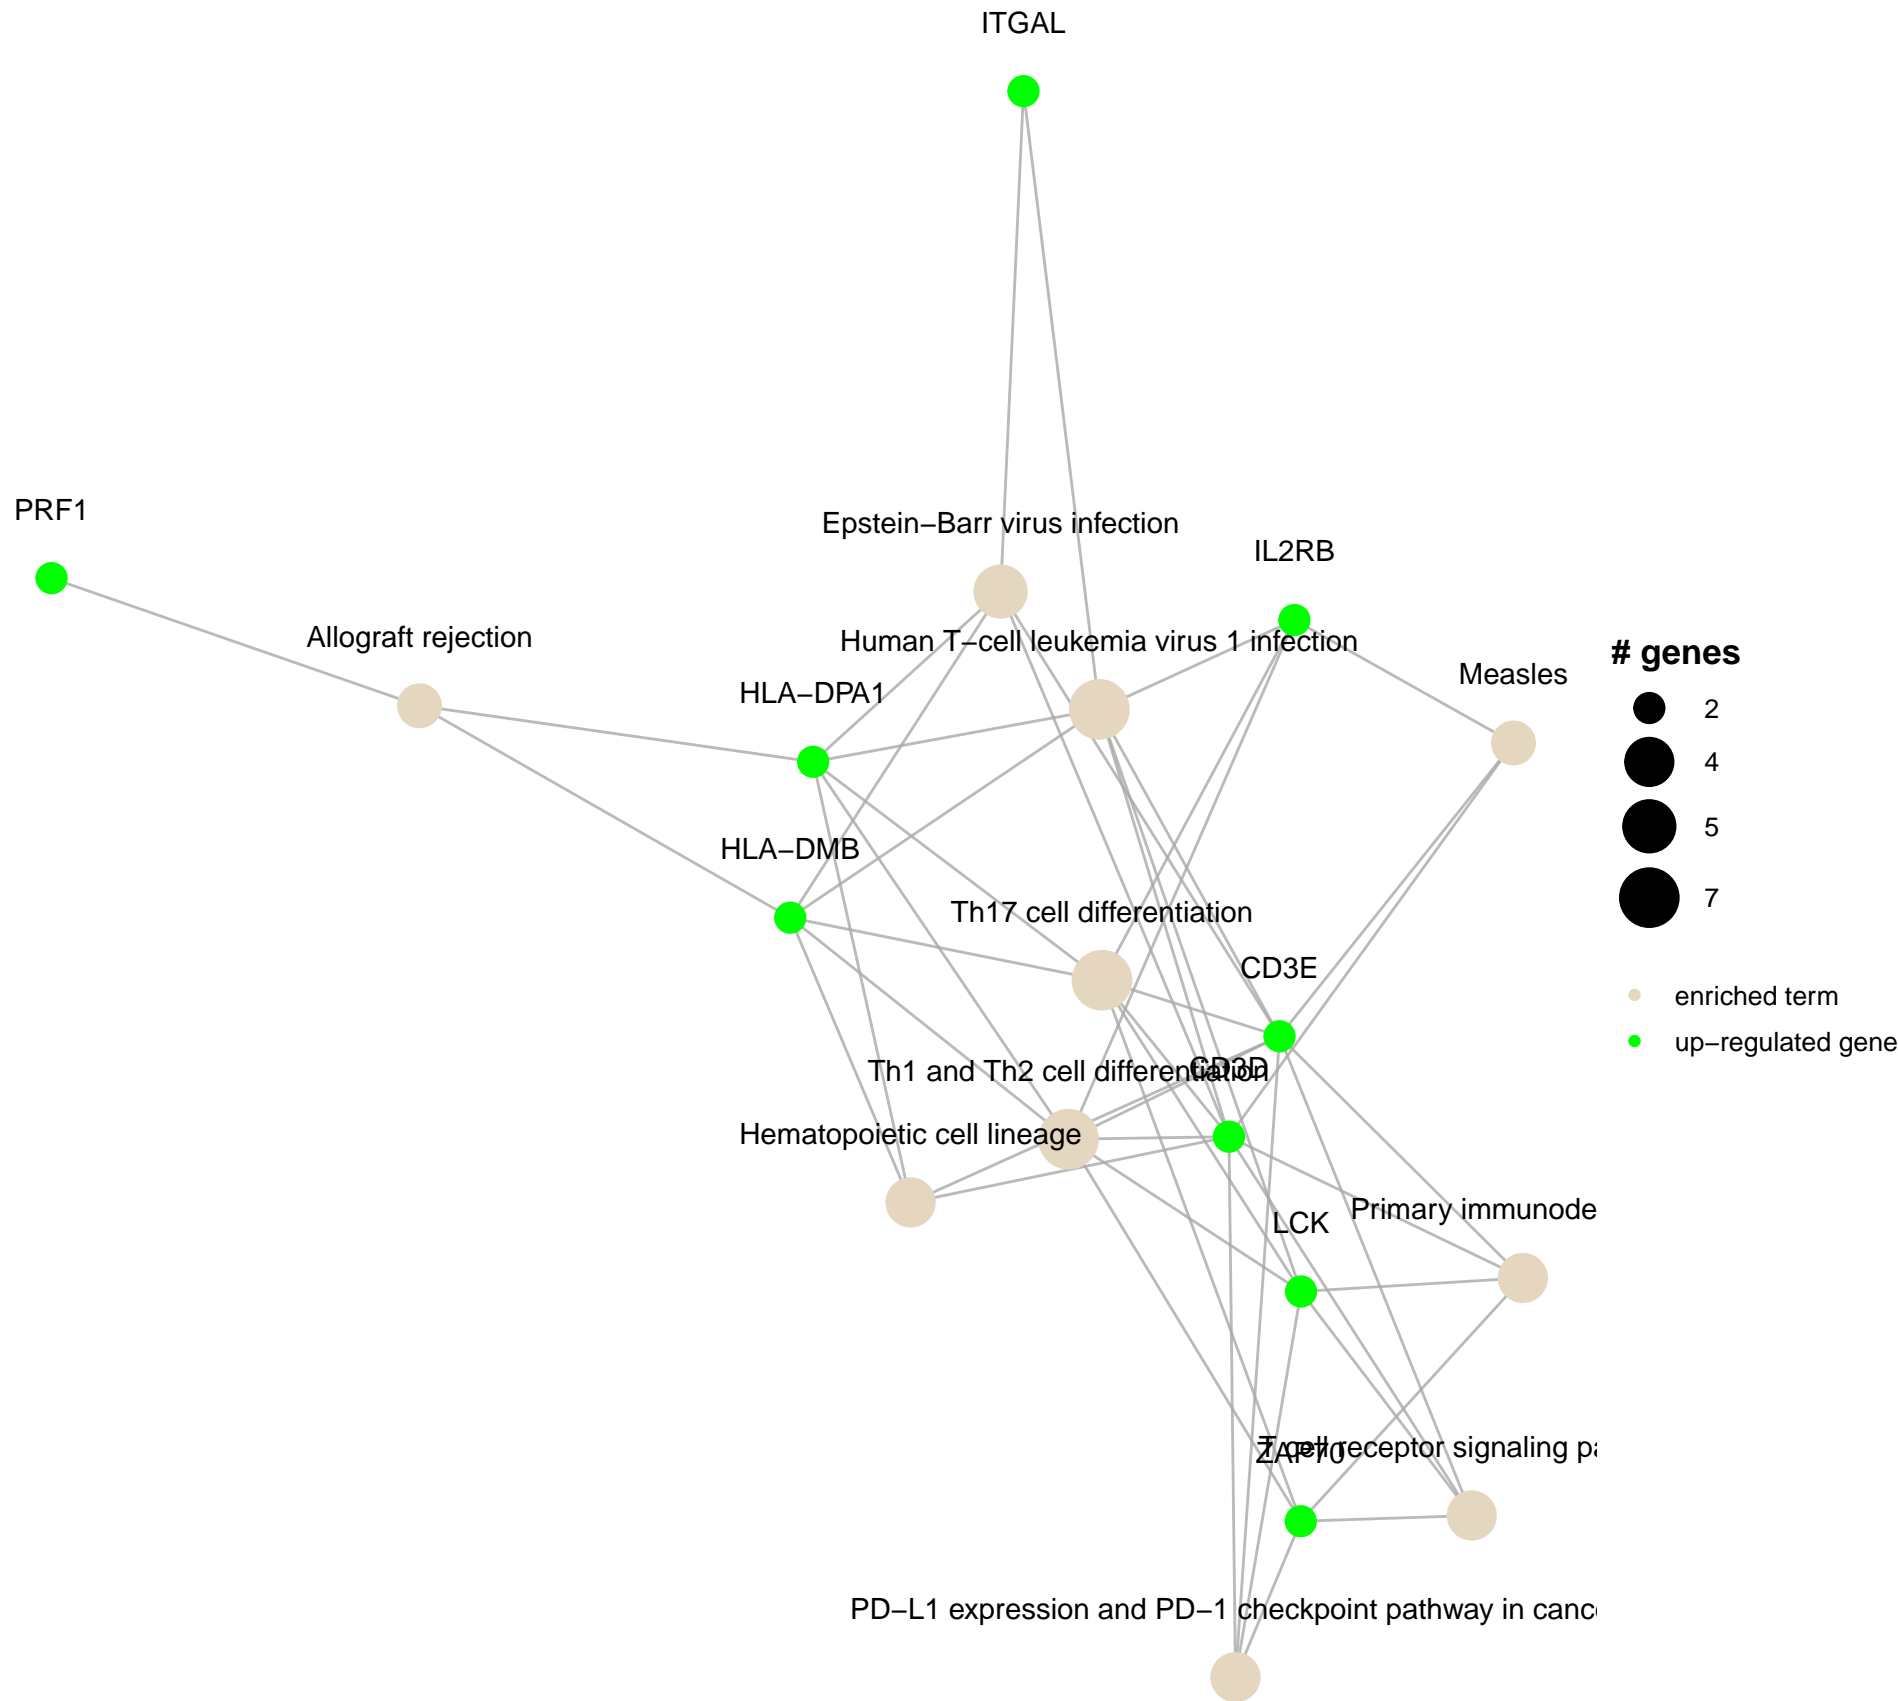 ITGAL
PRF1
Epstein−Barr virus infection
IL2RB
Allograft rejection
Human T−cell leukemia virus 1 infection
Measles
HLA−DPA1
HLA−DMB
Th17 cell differentiation
CD3E
Th1 and Th2 cell differentiation
CD3D
Hematopoietic cell lineage
Primary immunode
LCK
T cell receptor signaling pa
ZAP70
PD−L1 expression and PD−1 checkpoint pathway in canc
# genes
2
4
5
7
enriched term
up−regulated gene